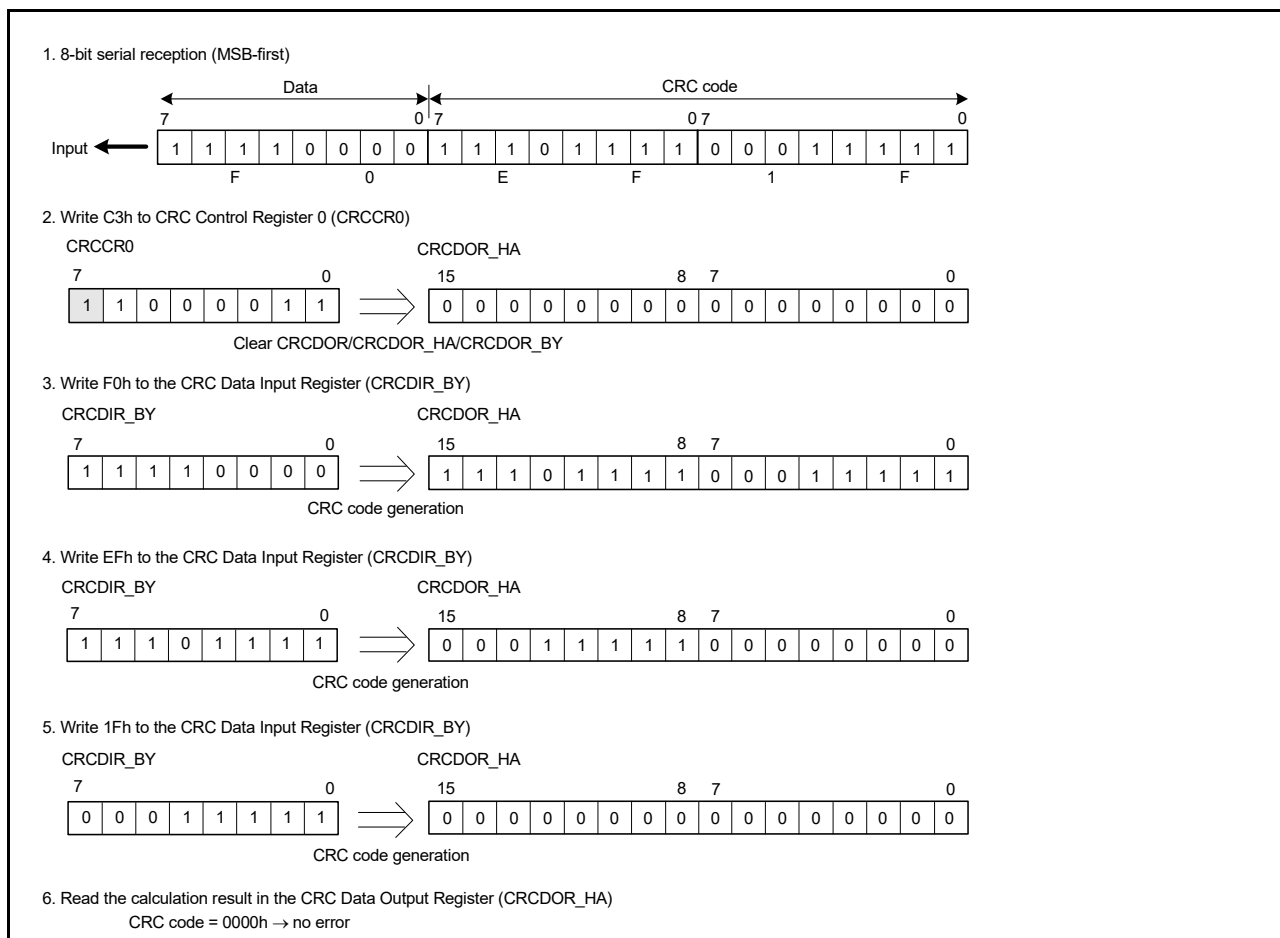 1. 8-bit serial reception (MSB-first)
Data CRC code
7 0 7 0 7 0
Input 1 1 1 1 0 0 0 0 1 1 1 0 1 1 1 1 0 0 0 1 1 1 1 1
F 0 E F 1 F
2. Write C3h to CRC Control Register 0 (CRCCR0)
CRCCR0 CRCDOR_HA
7 0 15 8 7 0
1 1 0 0 0 0 1 1 0 0 0 0 0 0 0 0 0 0 0 0 0 0 0 0
Clear CRCDOR/CRCDOR_HA/CRCDOR_BY
3. Write F0h to the CRC Data Input Register (CRCDIR_BY)
CRCDIR_BY CRCDOR_HA
7 0 15 8 7 0
1 1 1 1 0 0 0 0 1 1 1 0 1 1 1 1 0 0 0 1 1 1 1 1
CRC code generation
4. Write EFh to the CRC Data Input Register (CRCDIR_BY)
CRCDIR_BY CRCDOR_HA
7 0 15 8 7 0
1 1 1 0 1 1 1 1 0 0 0 1 1 1 1 1 0 0 0 0 0 0 0 0
CRC code generation
5. Write 1Fh to the CRC Data Input Register (CRCDIR_BY)
CRCDIR_BY CRCDOR_HA
7 0 15 8 7 0
0 0 0 1 1 1 1 1 0 0 0 0 0 0 0 0 0 0 0 0 0 0 0 0
CRC code generation
6. Read the calculation result in the CRC Data Output Register (CRCDOR_HA)
CRC code = 0000h → no error